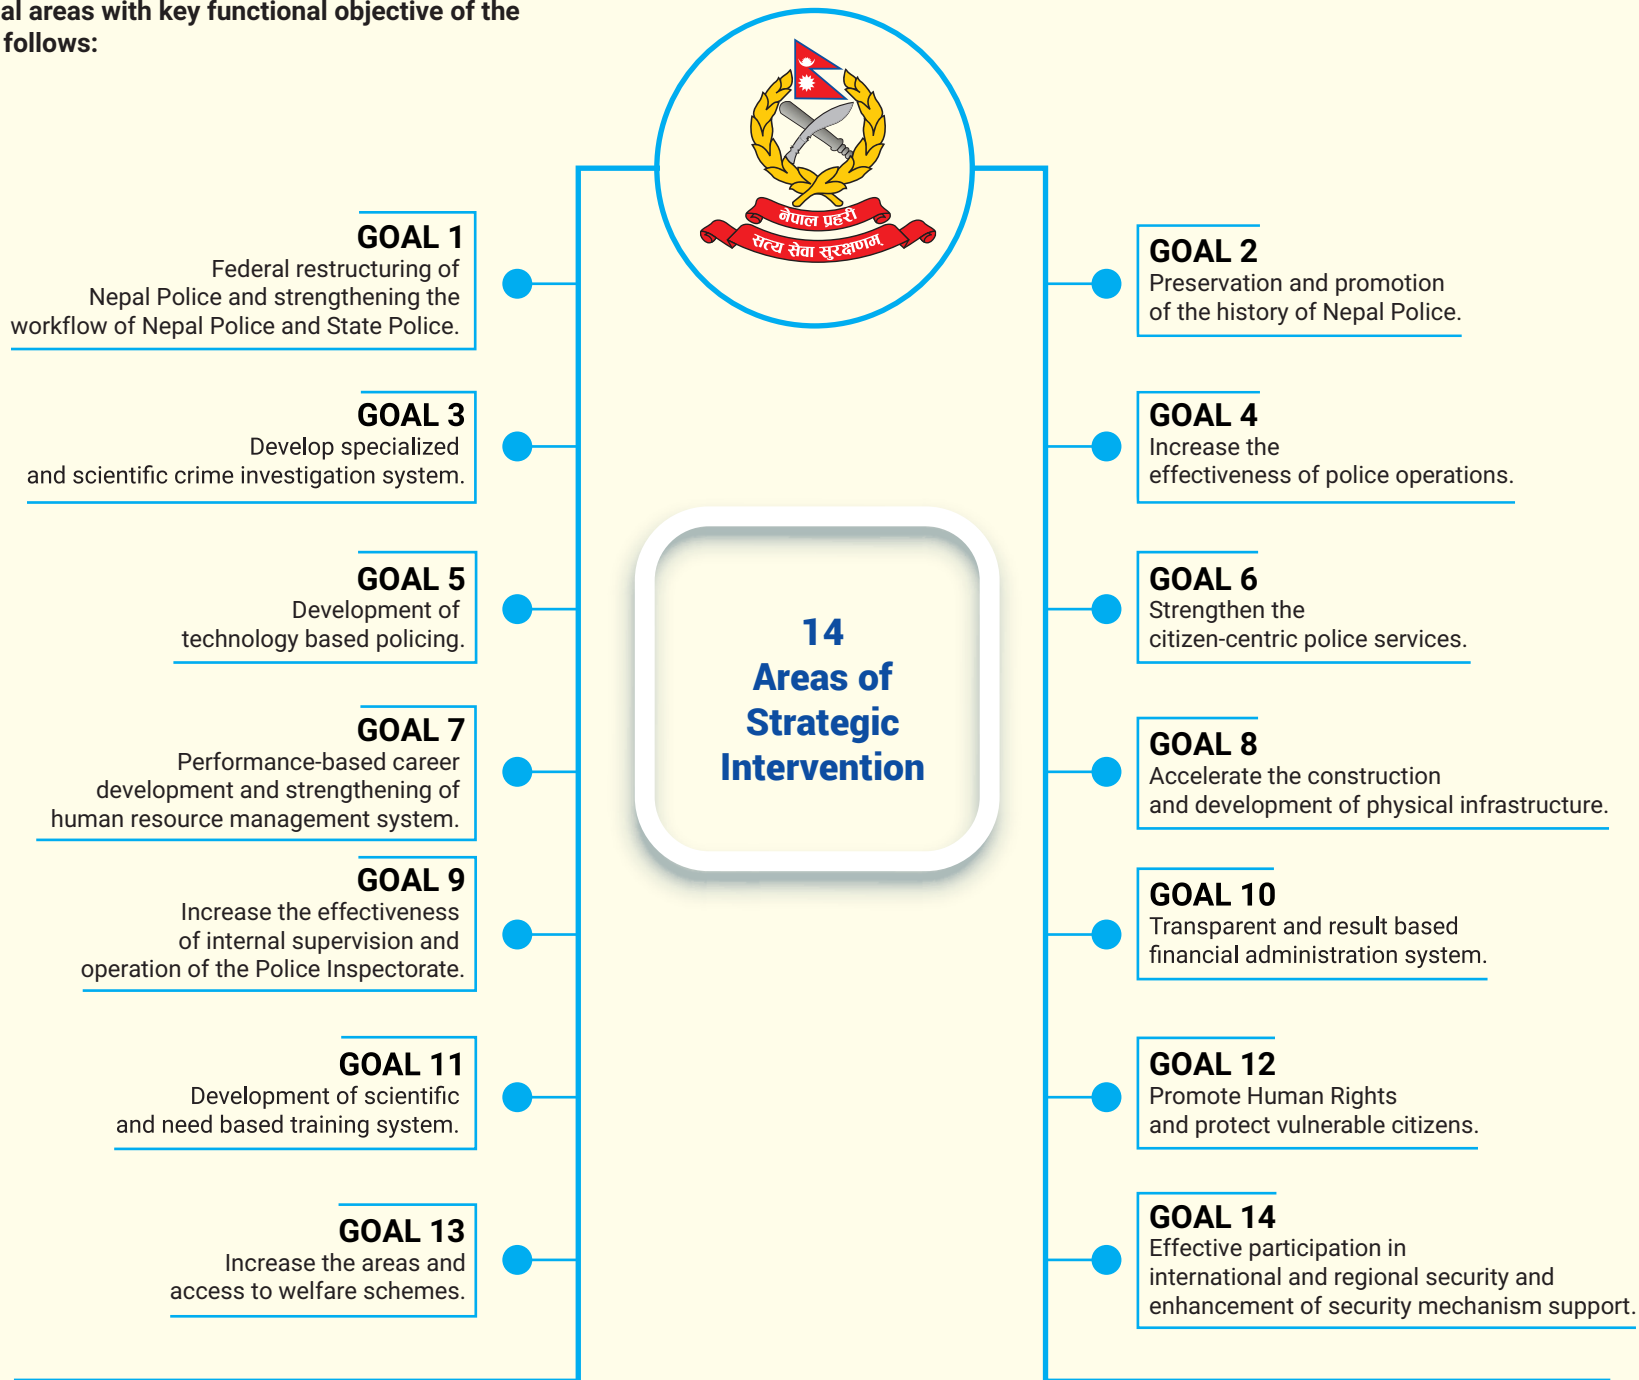 al areas with key functional objective of the
follows:
नेपाल प्रहरी
सत्य सेवा सुरक्षणम्
GOAL 1
Federal restructuring of
Nepal Police and strengthening the
workflow of Nepal Police and State Police.
GOAL 2
Preservation and promotion
of the history of Nepal Police.
GOAL 3
Develop specialized
and scientific crime investigation system.
GOAL 4
Increase the
effectiveness of police operations.
GOAL 5
Development of
technology based policing.
GOAL 6
Strengthen the
citizen-centric police services.
14
Areas of
Strategic
Intervention
GOAL 7
Performance-based career
development and strengthening of
human resource management system.
GOAL 8
Accelerate the construction
and development of physical infrastructure.
GOAL 9
Increase the effectiveness
of internal supervision and
operation of the Police Inspectorate.
GOAL 10
Transparent and result based
financial administration system.
GOAL 11
Development of scientific
and need based training system.
GOAL 12
Promote Human Rights
and protect vulnerable citizens.
GOAL 13
Increase the areas and
access to welfare schemes.
GOAL 14
Effective participation in
international and regional security and
enhancement of security mechanism support.